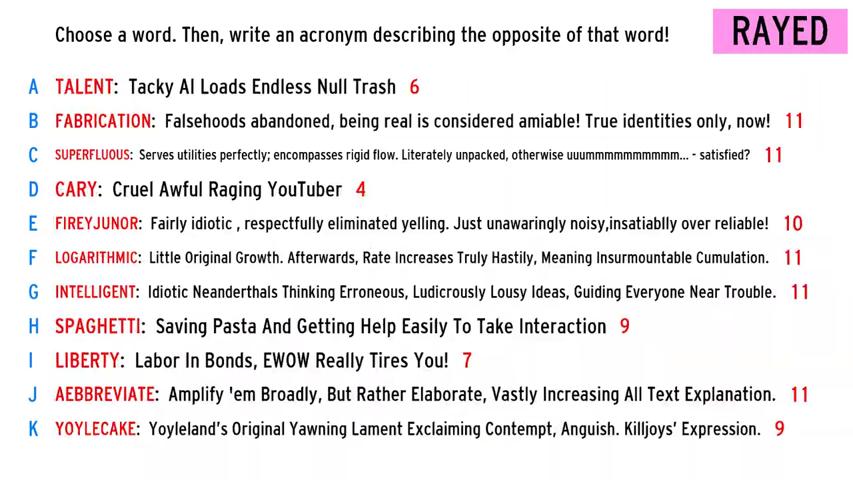 Choose a word. Then, write an acronym describing the opposite of that word!
RAYED
A TALENT: Tacky AI Loads Endless Null Trash 6
B FABRICATION: Falsehoods abandoned, being real is considered amiable! True identities only, now! 11
C SUPERFLUOUS: Serves utilities perfectly; encompasses rigid flow. Literately unpacked, otherwise uuummmmmmmmmm... - satisfied? 11
D CARY: Cruel Awful Raging YouTuber 4
E FIREYJUNOR: Fairly idiotic , respectfully eliminated yelling. Just unawaringly noisy,insatiablly over reliable! 10
F LOGARITHMIC: Little Original Growth. Afterwards, Rate Increases Truly Hastily, Meaning Insurmountable Cumulation. 11
G INTELLIGENT: Idiotic Neanderthals Thinking Erroneous, Ludicrously Lousy Ideas, Guiding Everyone Near Trouble. 11
H SPAGHETTI: Saving Pasta And Getting Help Easily To Take Interaction 9
I LIBERTY: Labor In Bonds, EWOW Really Tires You! 7
J AEBBREVIATE: Amplify 'em Broadly, But Rather Elaborate, Vastly Increasing All Text Explanation. 11
K YOYLECAKE: Yoyleland's Original Yawning Lament Exclaiming Contempt, Anguish. Killjoys' Expression. 9